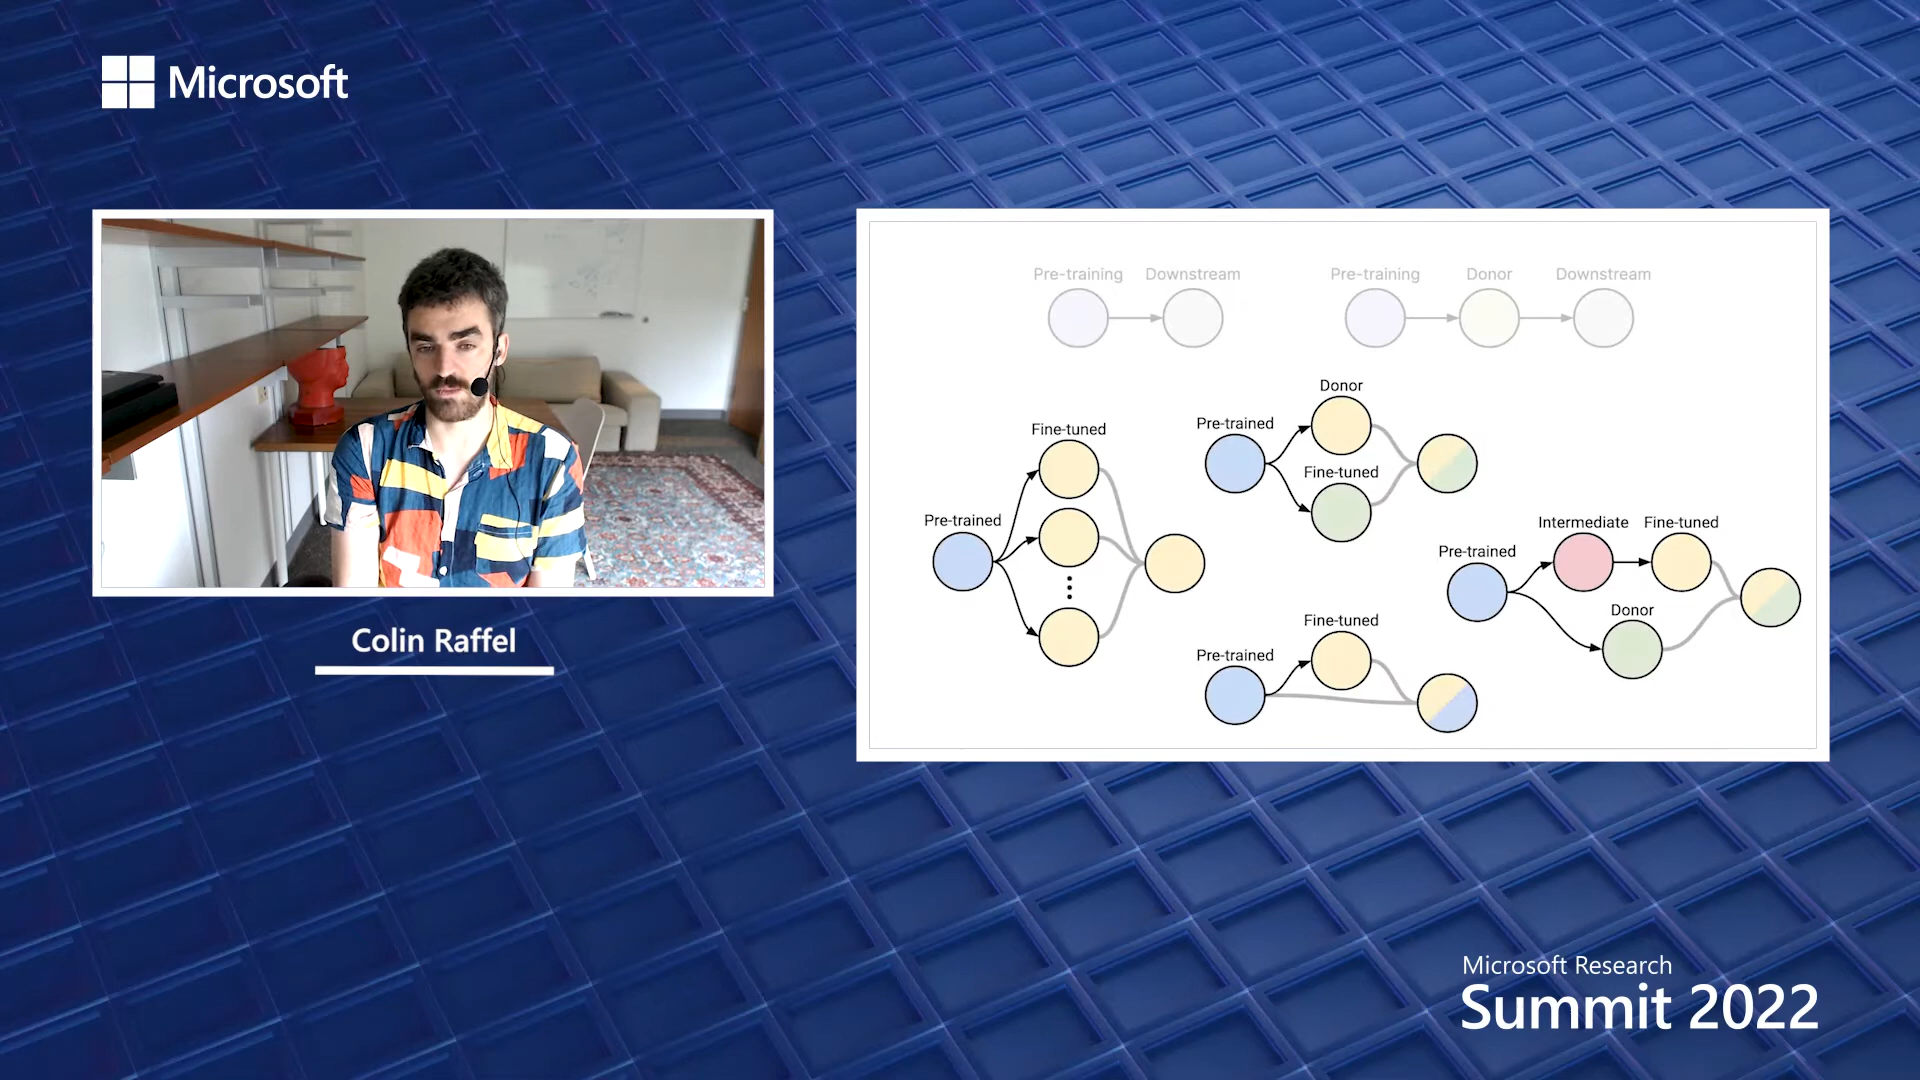 Microsoft
Colin Raffel
Pre-training
Downstream
Pre-training
Donor
Downstream
Fine-tuned
Pre-trained
Pre-trained
Donor
Fine-tuned
Pre-trained
Fine-tuned
Pre-trained
Intermediate
Fine-tuned
Donor
Microsoft Research
Summit 2022